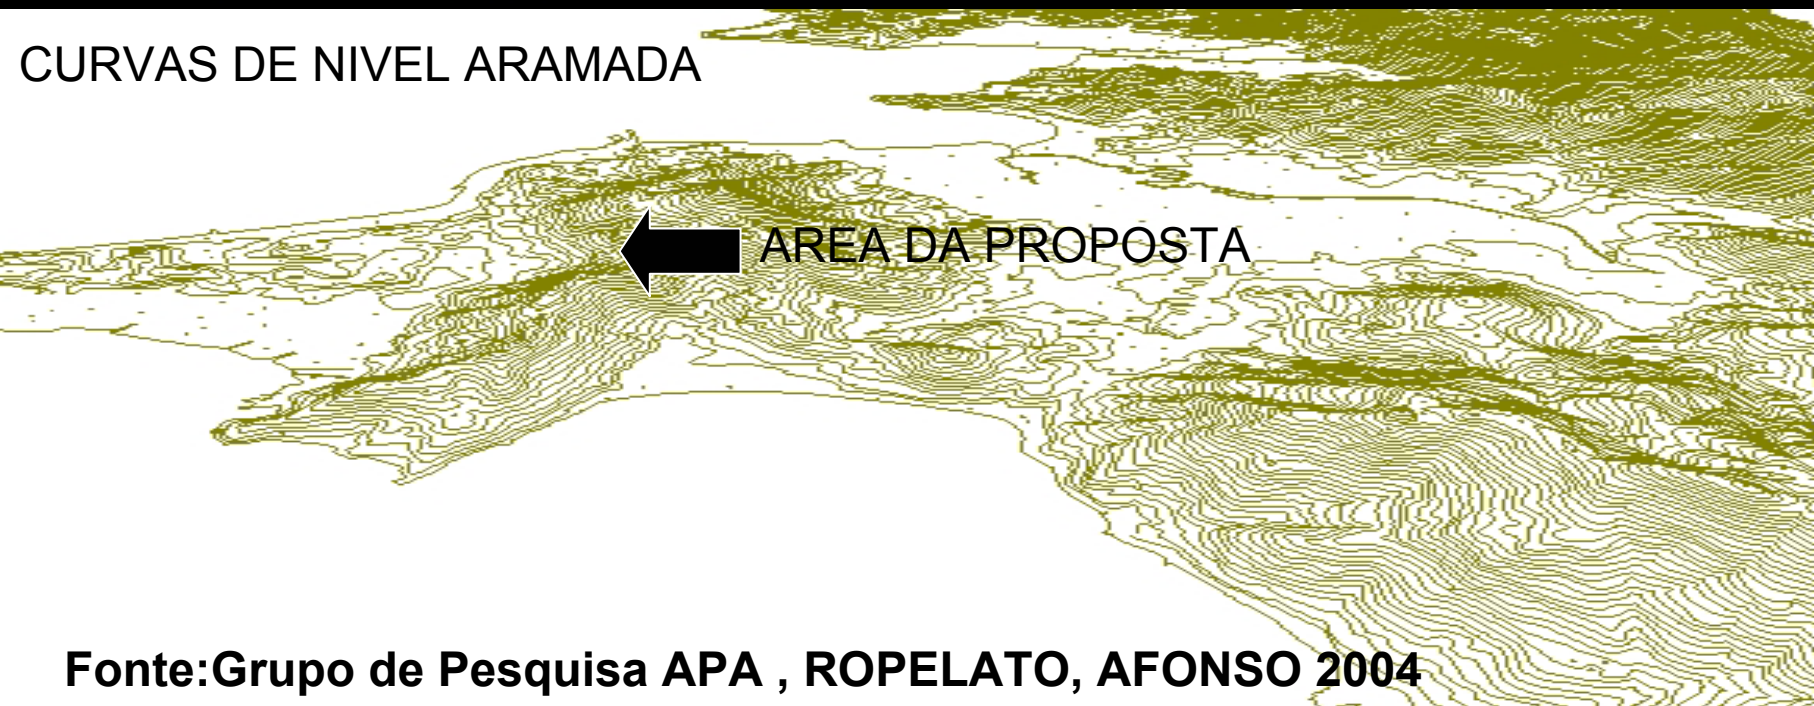 CURVAS DE NIVEL ARAMADA
AREA DA PROPOSTA
Fonte:Grupo de Pesquisa APA , ROPELATO, AFONSO 2004